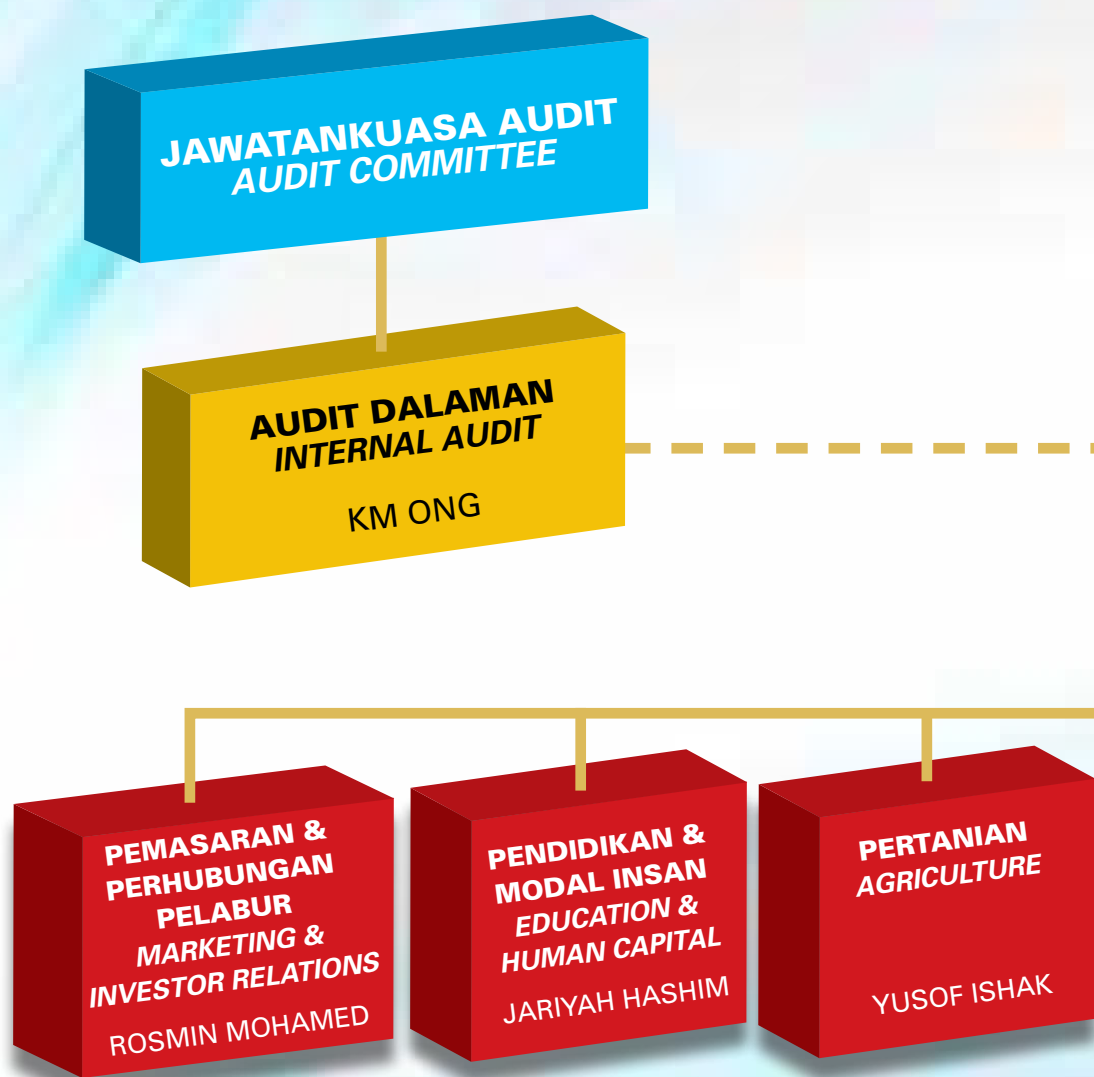 JAWATANKUASA AUDIT
AUDIT COMMITTEE
AUDIT DALAMAN
INTERNAL AUDIT
KM ONG
PEMASARAN &
PERHUBUNGAN
PELABUR
MARKETING &
INVESTOR RELATIONS
ROSMIN MOHAMED
PENDIDIKAN &
MODAL INSAN
EDUCATION &
HUMAN CAPITAL
JARIYAH HASHIM
PERTANIAN
AGRICULTURE
YUSOF ISHAK